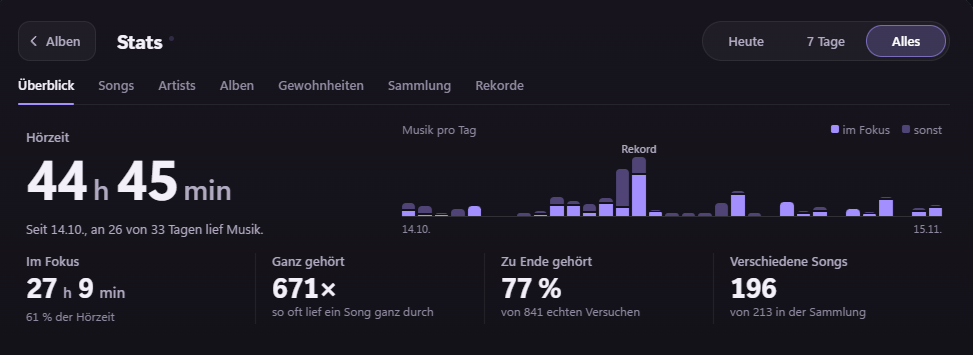 Alben
Stats
Heute
7 Tage
Alles
Überblick
Songs
Artists
Alben
Gewohnheiten
Sammlung
Rekorde
Hörzeit
44 h 45 min
Seit 14.10., an 26 von 33 Tagen lief Musik.
Musik pro Tag
im Fokus
sonst
Rekord
14.10.
15.11.
Im Fokus
27 h 9 min
61 % der Hörzeit
Ganz gehört
671×
so oft lief ein Song ganz durch
Zu Ende gehört
77 %
von 841 echten Versuchen
Verschiedene Songs
196
von 213 in der Sammlung